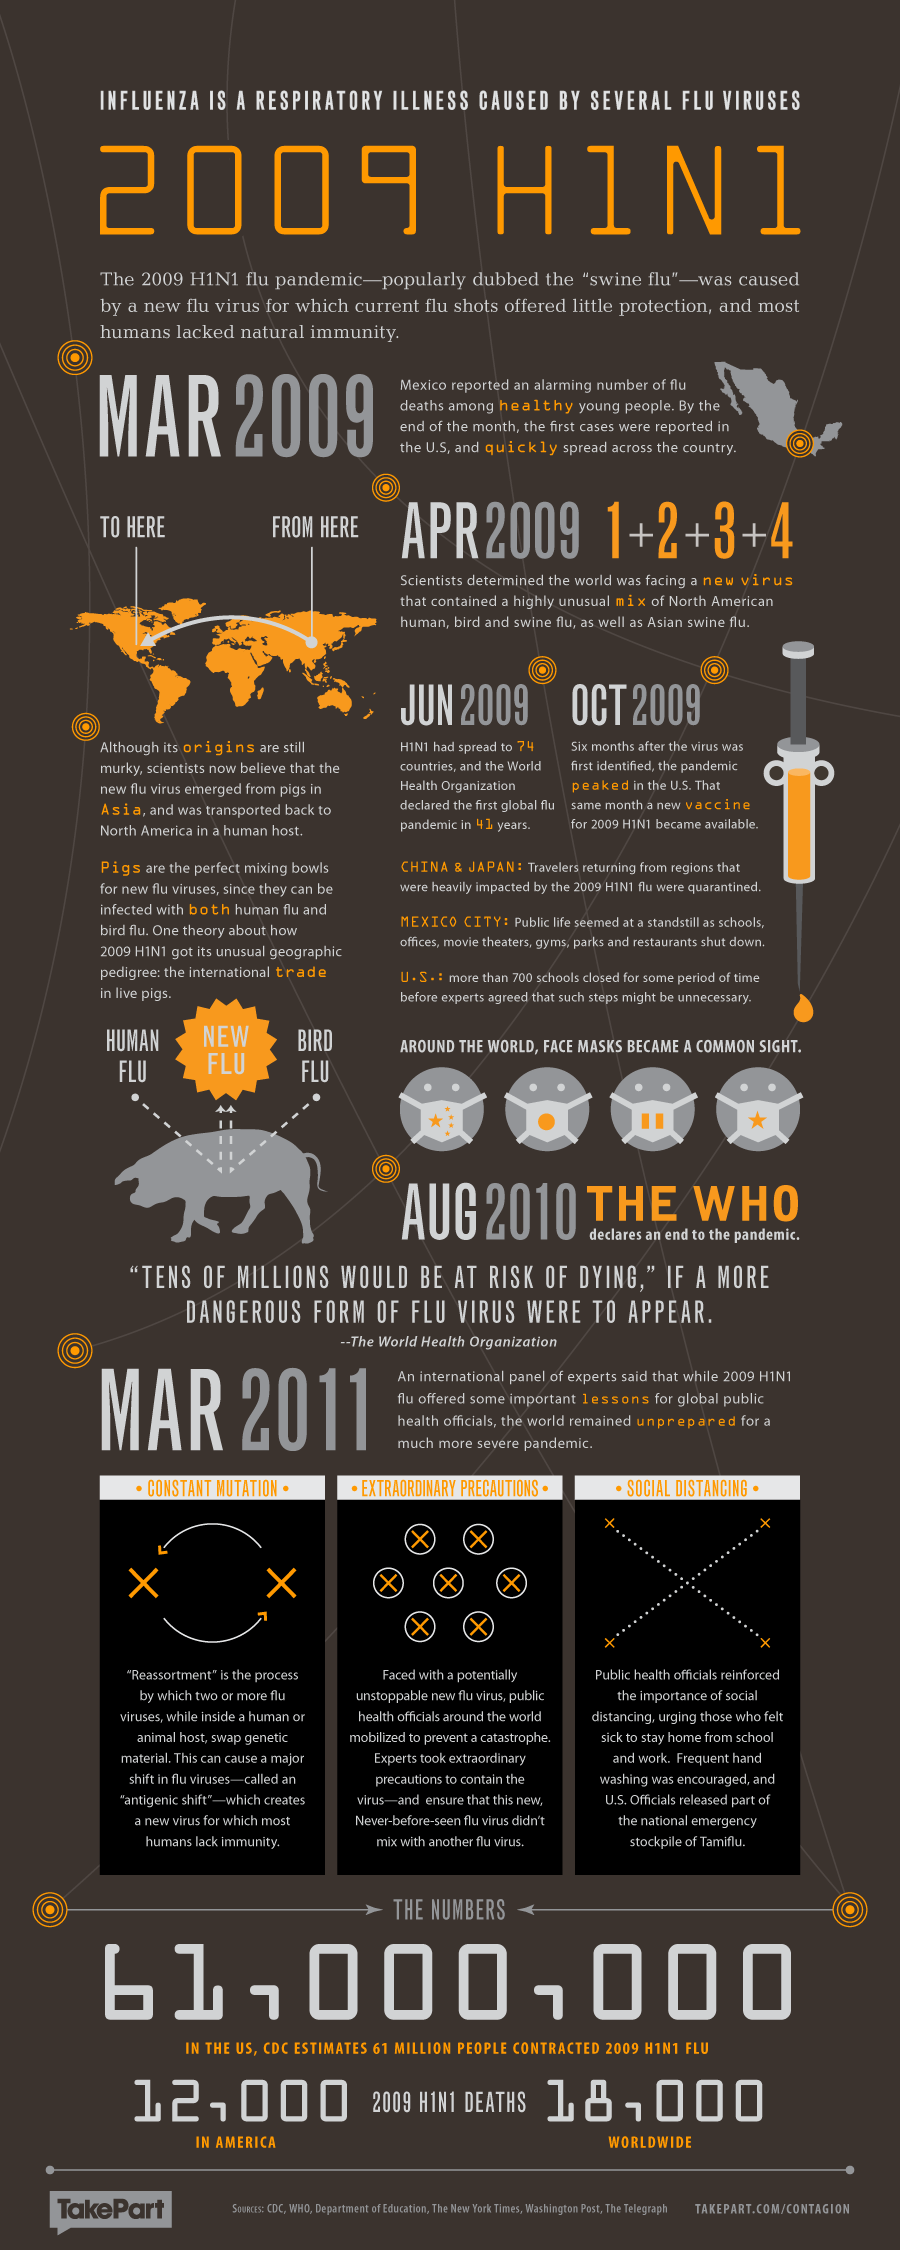 INFLUENZA IS A RESPIRATORY ILLNESS CAUSED BY SEVERAL FLU VIRUSES
2009 H1N1
The 2009 H1N1 flu pandemic—popularly dubbed the “swine flu”—was caused
by a new flu virus for which current flu shots offered little protection, and most
humans lacked natural immunity.
MAR 2009
Mexico reported an alarming number of flu
deaths among healthy young people. By the
end of the month, the first cases were reported in
the U.S, and quickly spread across the country.
TO HERE
FROM HERE
APR 2009 1+2+3+4
Scientists determined the world was facing a new virus
that contained a highly unusual mix of North American
human, bird and swine flu, as well as Asian swine flu.
Although its origins are still
murky, scientists now believe that the
new flu virus emerged from pigs in
Asia, and was transported back to
North America in a human host.
Pigs are the perfect mixing bowls
for new flu viruses, since they can be
infected with both human flu and
bird flu. One theory about how
2009 H1N1 got its unusual geographic
pedigree: the international trade
in live pigs.
HUMAN
FLU
NEW
FLU
BIRD
FLU
JUN 2009
H1N1 had spread to 74
countries, and the World
Health Organization
declared the first global flu
pandemic in 41 years.
OCT 2009
Six months after the virus was
first identified, the pandemic
peaked in the U.S. That
same month a new vaccine
for 2009 H1N1 became available.
CHINA & JAPAN: Travelers returning from regions that
were heavily impacted by the 2009 H1N1 flu were quarantined.
MEXICO CITY: Public life seemed at a standstill as schools,
offices, movie theaters, gyms, parks and restaurants shut down.
U.S.: more than 700 schools closed for some period of time
before experts agreed that such steps might be unnecessary.
AROUND THE WORLD, FACE MASKS BECAME A COMMON SIGHT.
AUG 2010 THE WHO
declares an end to the pandemic.
“TENS OF MILLIONS WOULD BE AT RISK OF DYING,” IF A MORE
DANGEROUS FORM OF FLU VIRUS WERE TO APPEAR.
--The World Health Organization
MAR 2011
An international panel of experts said that while 2009 H1N1
flu offered some important lessons for global public
health officials, the world remained unprepared for a
much more severe pandemic.
• CONSTANT MUTATION •
“Reassortment” is the process
by which two or more flu
viruses, while inside a human or
animal host, swap genetic
material. This can cause a major
shift in flu viruses—called an
“antigenic shift”—which creates
a new virus for which most
humans lack immunity.
• EXTRAORDINARY PRECAUTIONS •
Faced with a potentially
unstoppable new flu virus, public
health officials around the world
mobilized to prevent a catastrophe.
Experts took extraordinary
precautions to contain the
virus—and ensure that this new,
Never-before-seen flu virus didn’t
mix with another flu virus.
• SOCIAL DISTANCING •
Public health officials reinforced
the importance of social
distancing, urging those who felt
sick to stay home from school
and work. Frequent hand
washing was encouraged, and
U.S. Officials released part of
the national emergency
stockpile of Tamiflu.
THE NUMBERS
61,000,000
IN THE US, CDC ESTIMATES 61 MILLION PEOPLE CONTRACTED 2009 H1N1 FLU
12,000 2009 H1N1 DEATHS 18,000
IN AMERICA
WORLDWIDE
TakePart
Sources: CDC, WHO, Department of Education, The New York Times, Washington Post, The Telegraph
TAKEPART.COM/CONTAGION